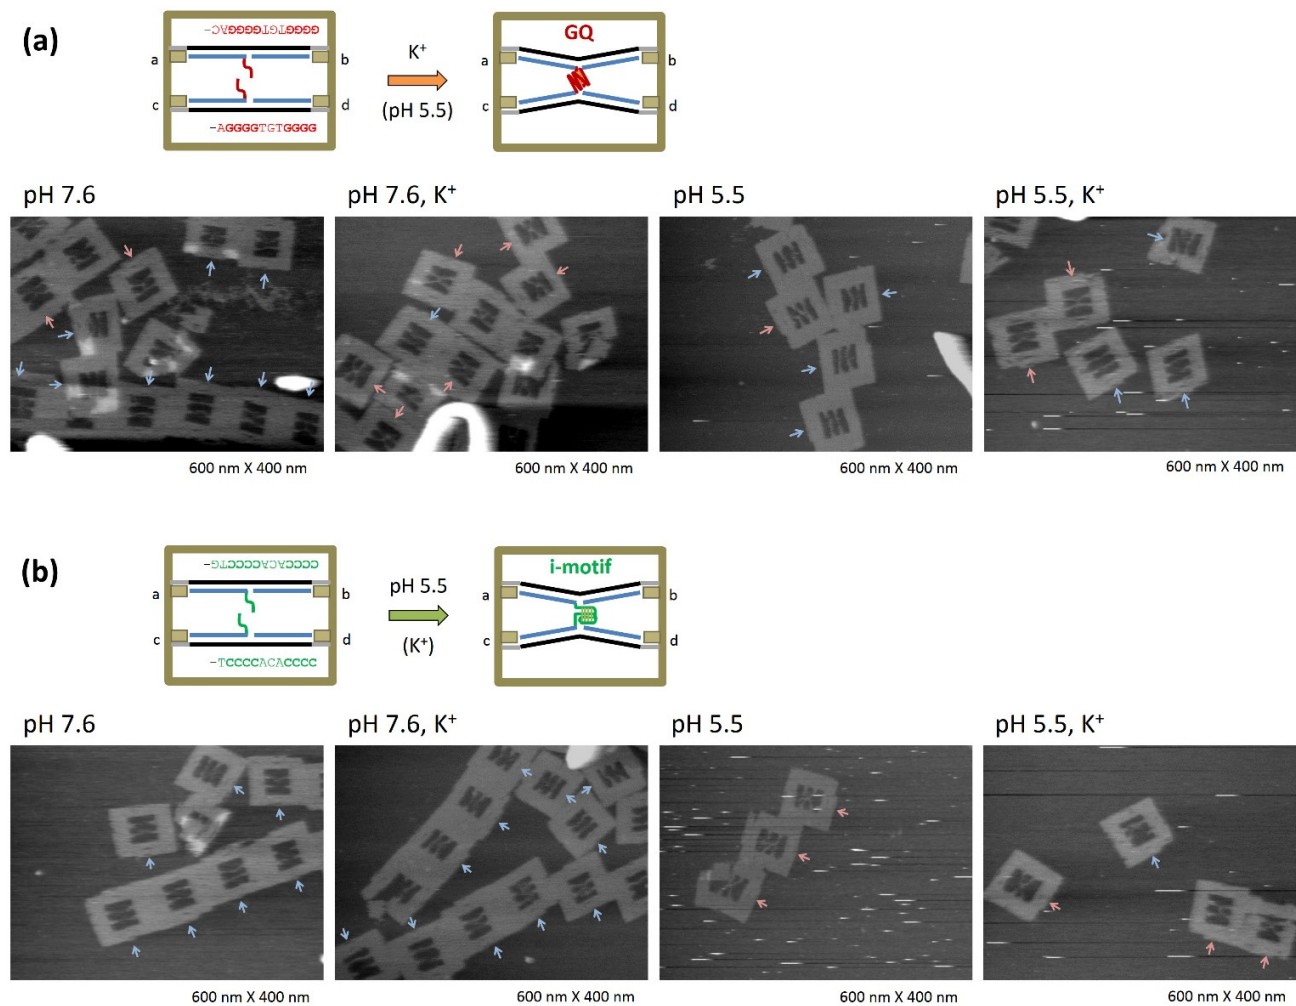 (a)
GGGGTGTGGGGAC-
GQ
a
b
c
d
-AGGGGTGTGGGG
K⁺
(pH 5.5)
a
b
c
d
pH 7.6
pH 7.6, K⁺
pH 5.5
pH 5.5, K⁺
600 nm X 400 nm
600 nm X 400 nm
600 nm X 400 nm
600 nm X 400 nm
(b)
CCCCACACCCCTG-
i-motif
a
b
c
d
-TCCCCACACCCC
pH 5.5
(K⁺)
a
b
c
d
pH 7.6
pH 7.6, K⁺
pH 5.5
pH 5.5, K⁺
600 nm X 400 nm
600 nm X 400 nm
600 nm X 400 nm
600 nm X 400 nm